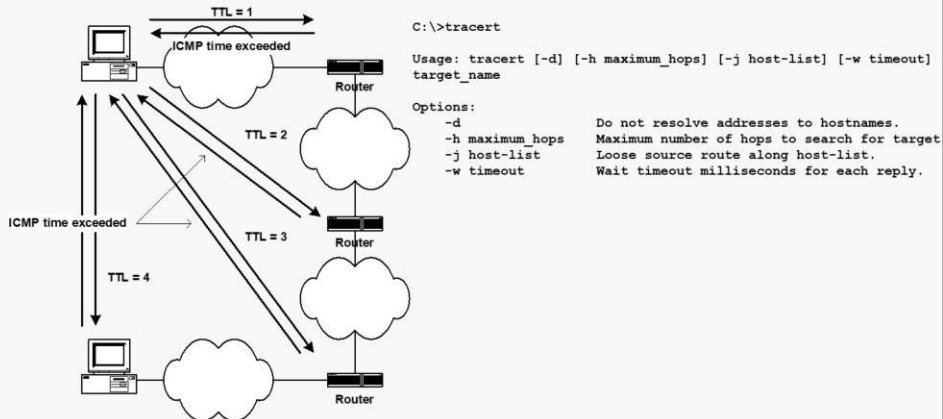 TTL = 1
ICMP time exceeded
Router
TTL = 2
ICMP time exceeded
Router
TTL = 3
TTL = 4
Router
C:\>tracert
Usage: tracert [-d] [-h maximum_hops] [-j host-list] [-w timeout]
target_name
Options:
-d Do not resolve addresses to hostnames.
-h maximum_hops Maximum number of hops to search for target
-j host-list Loose source route along host-list.
-w timeout Wait timeout milliseconds for each reply.